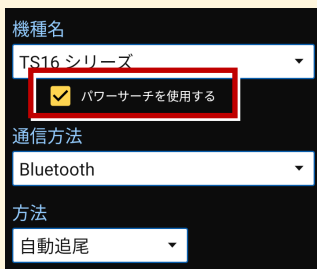 機種名
TS16 シリーズ
パワーサーチを使用する
通信方法
Bluetooth
方法
自動追尾